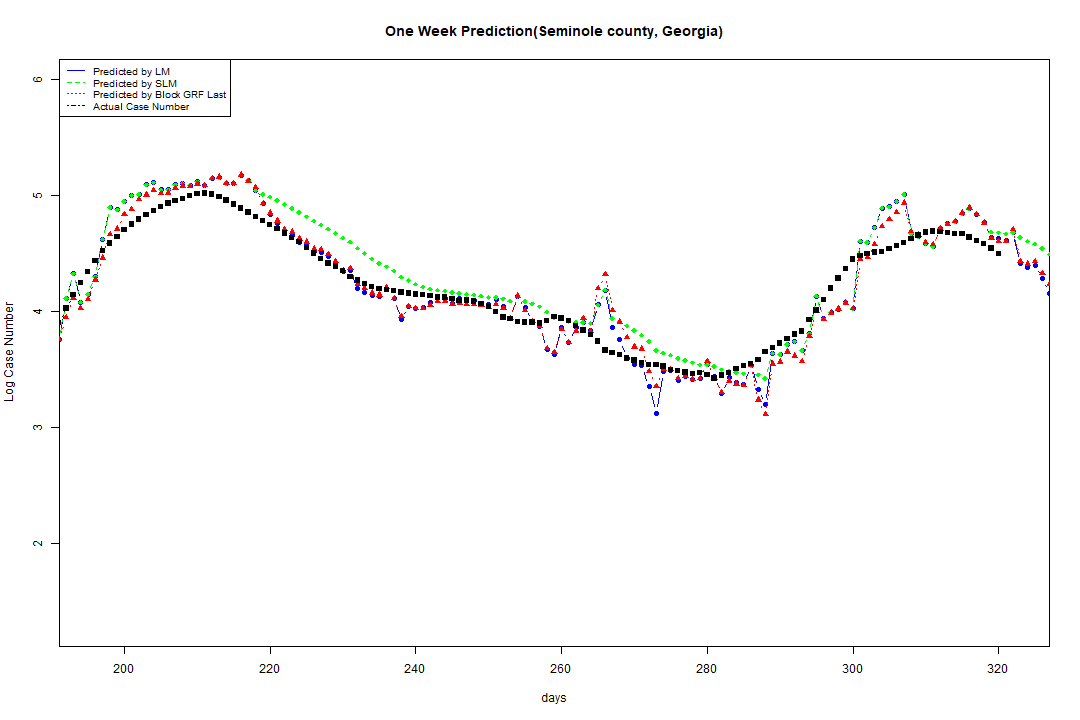 One Week Prediction(Seminole county, Georgia)
Predicted by LM
Predicted by SLM
Predicted by Block GRF Last
Actual Case Number
Log Case Number
6
5
4
3
2
200 220 240 260 280 300 320
days